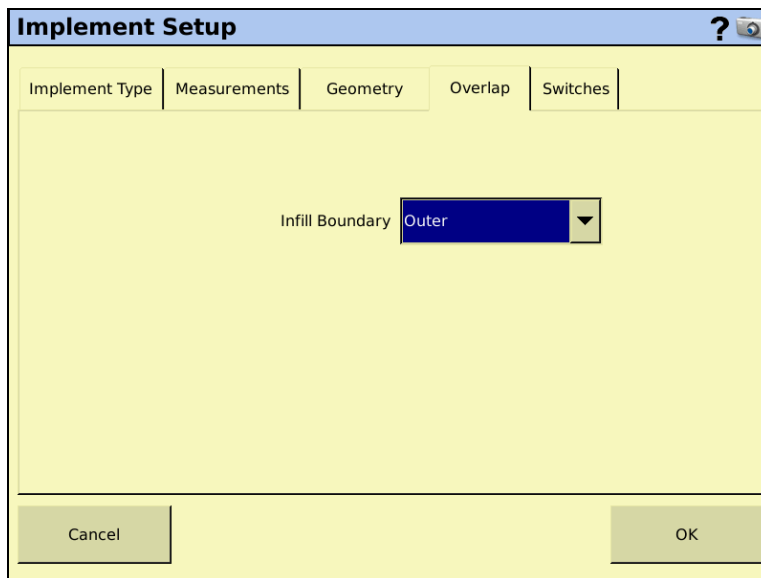 Implement Setup ?
Implement Type Measurements Geometry Overlap Switches
Infill Boundary Outer
Cancel OK